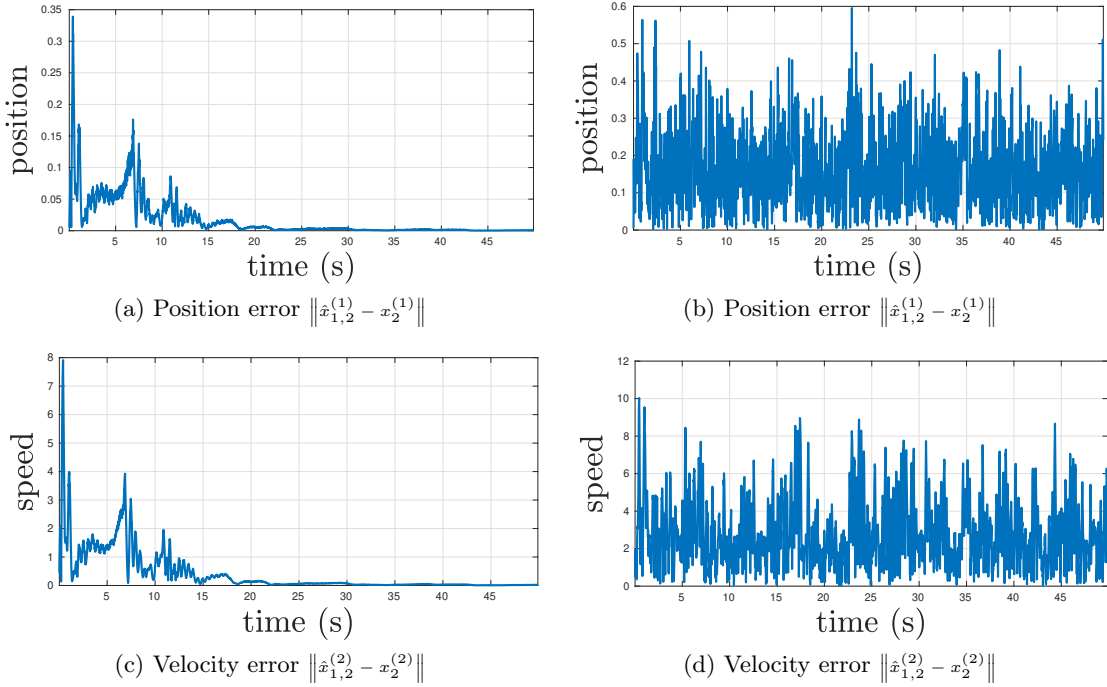 0.35
0.3
0.25
0.2
0.15
0.1
0.05
0
position
5 10 15 20 25 30 35 40 45
time (s)
(a) Position error ‖x̂₁,₂⁽¹⁾ − x₂⁽¹⁾‖
0.6
0.5
0.4
0.3
0.2
0.1
0
position
5 10 15 20 25 30 35 40 45
time (s)
(b) Position error ‖x̂₁,₂⁽¹⁾ − x₂⁽¹⁾‖
8
7
6
5
4
3
2
1
0
speed
5 10 15 20 25 30 35 40 45
time (s)
(c) Velocity error ‖x̂₁,₂⁽²⁾ − x₂⁽²⁾‖
12
10
8
6
4
2
0
speed
5 10 15 20 25 30 35 40 45
time (s)
(d) Velocity error ‖x̂₁,₂⁽²⁾ − x₂⁽²⁾‖